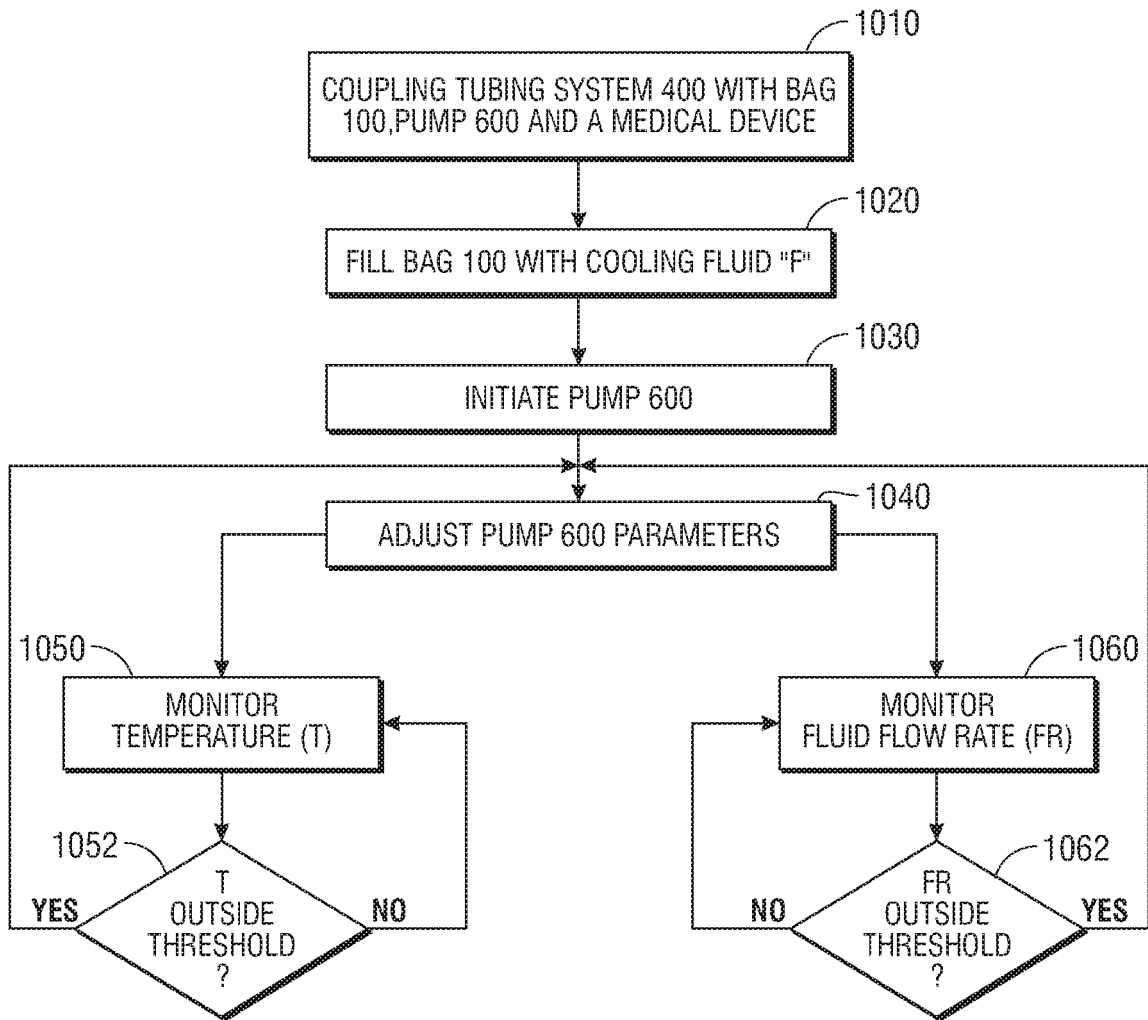 1010
COUPLING TUBING SYSTEM 400 WITH BAG
100,PUMP 600 AND A MEDICAL DEVICE
1020
FILL BAG 100 WITH COOLING FLUID "F"
1030
INITIATE PUMP 600
1040
ADJUST PUMP 600 PARAMETERS
1050
MONITOR
TEMPERATURE (T)
1052
T
OUTSIDE
THRESHOLD
?
YES
NO
1060
MONITOR
FLUID FLOW RATE (FR)
1062
FR
OUTSIDE
THRESHOLD
?
NO
YES